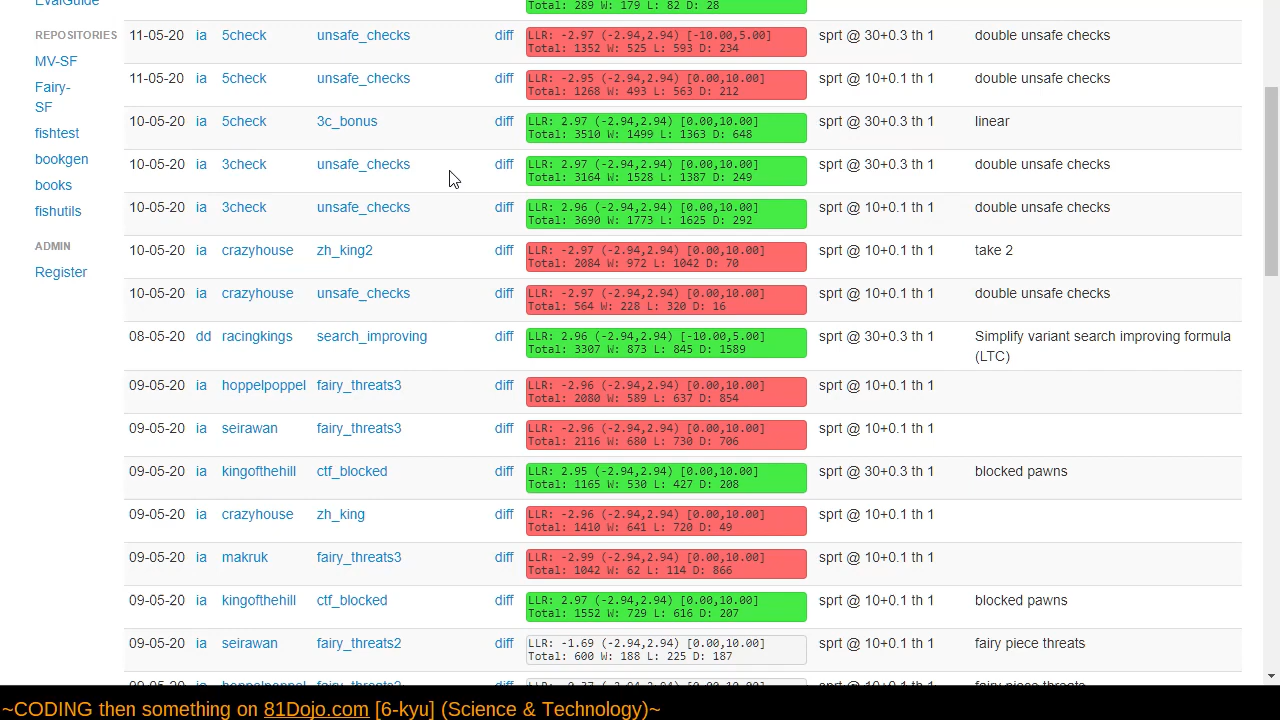 EvalGuide
Total: 289 W: 179 L: 82 D: 28
REPOSITORIES
MV-SF
Fairy-
SF
fishtest
bookgen
books
fishutils
ADMIN
Register
11-05-20 ia 5check unsafe_checks diff LLR: -2.97 (-2.94,2.94) [-10.00,5.00] sprt @ 30+0.3 th 1 double unsafe checks
Total: 1352 W: 525 L: 593 D: 234
11-05-20 ia 5check unsafe_checks diff LLR: -2.95 (-2.94,2.94) [0.00,10.00] sprt @ 10+0.1 th 1 double unsafe checks
Total: 1268 W: 493 L: 563 D: 212
10-05-20 ia 5check 3c_bonus diff LLR: 2.97 (-2.94,2.94) [0.00,10.00] sprt @ 30+0.3 th 1 linear
Total: 3510 W: 1499 L: 1363 D: 648
10-05-20 ia 3check unsafe_checks diff LLR: 2.97 (-2.94,2.94) [0.00,10.00] sprt @ 30+0.3 th 1 double unsafe checks
Total: 3164 W: 1528 L: 1387 D: 249
10-05-20 ia 3check unsafe_checks diff LLR: 2.96 (-2.94,2.94) [0.00,10.00] sprt @ 10+0.1 th 1 double unsafe checks
Total: 3690 W: 1773 L: 1625 D: 292
10-05-20 ia crazyhouse zh_king2 diff LLR: -2.97 (-2.94,2.94) [0.00,10.00] sprt @ 10+0.1 th 1 take 2
Total: 2084 W: 972 L: 1042 D: 70
10-05-20 ia crazyhouse unsafe_checks diff LLR: -2.97 (-2.94,2.94) [0.00,10.00] sprt @ 10+0.1 th 1 double unsafe checks
Total: 564 W: 228 L: 320 D: 16
08-05-20 dd racingkings search_improving diff LLR: 2.96 (-2.94,2.94) [-10.00,5.00] sprt @ 30+0.3 th 1 Simplify variant search improving formula
Total: 3307 W: 873 L: 845 D: 1589 (LTC)
09-05-20 ia hoppelpoppel fairy_threats3 diff LLR: -2.96 (-2.94,2.94) [0.00,10.00] sprt @ 10+0.1 th 1
Total: 2080 W: 589 L: 637 D: 854
09-05-20 ia seirawan fairy_threats3 diff LLR: -2.96 (-2.94,2.94) [0.00,10.00] sprt @ 10+0.1 th 1
Total: 2116 W: 680 L: 730 D: 706
09-05-20 ia kingofthehill ctf_blocked diff LLR: 2.95 (-2.94,2.94) [0.00,10.00] sprt @ 30+0.3 th 1 blocked pawns
Total: 1165 W: 530 L: 427 D: 208
09-05-20 ia crazyhouse zh_king diff LLR: -2.96 (-2.94,2.94) [0.00,10.00] sprt @ 10+0.1 th 1
Total: 1410 W: 641 L: 720 D: 49
09-05-20 ia makruk fairy_threats3 diff LLR: -2.99 (-2.94,2.94) [0.00,10.00] sprt @ 10+0.1 th 1
Total: 1042 W: 62 L: 114 D: 866
09-05-20 ia kingofthehill ctf_blocked diff LLR: 2.97 (-2.94,2.94) [0.00,10.00] sprt @ 10+0.1 th 1 blocked pawns
Total: 1552 W: 729 L: 616 D: 207
09-05-20 ia seirawan fairy_threats2 diff LLR: -1.69 (-2.94,2.94) [0.00,10.00] sprt @ 10+0.1 th 1 fairy piece threats
Total: 600 W: 188 L: 225 D: 187
~CODING then something on 81Dojo.com [6-kyu] (Science & Technology)~